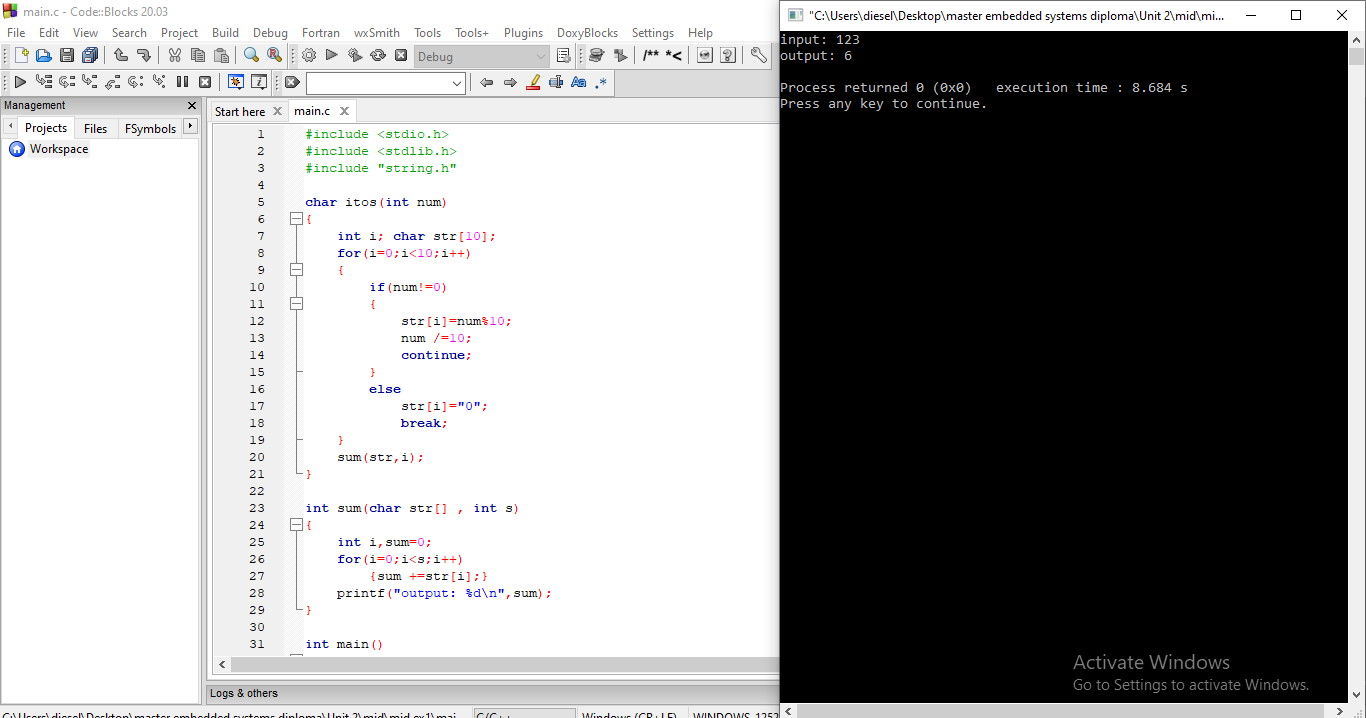 main.c - Code::Blocks 20.03
File Edit View Search Project Build Debug Fortran wxSmith Tools Tools+ Plugins DoxyBlocks Settings Help
Debug
/** *<
Aa .*
Management
Projects Files FSymbols
Workspace
Start here main.c
1 #include <stdio.h>
2 #include <stdlib.h>
3 #include "string.h"
4
5 char itos(int num)
6 {
7 int i; char str[10];
8 for(i=0;i<10;i++)
9 {
10 if(num!=0)
11 {
12 str[i]=num%10;
13 num /=10;
14 continue;
15 }
16 else
17 str[i]="0";
18 break;
19 }
20 sum(str,i);
21 }
22
23 int sum(char str[] , int s)
24 {
25 int i,sum=0;
26 for(i=0;i<s;i++)
27 {sum +=str[i];}
28 printf("output: %d\n",sum);
29 }
30
31 int main()
Logs & others
C:\Users\diesel\Desktop\master embedded systems diploma\Unit 2\mid\mid ex1\mai... C/C++ Windows (CR+LF) WINDOWS-1252
"C:\Users\diesel\Desktop\master embedded systems diploma\Unit 2\mid\mi...
input: 123
output: 6
Process returned 0 (0x0) execution time : 8.684 s
Press any key to continue.
Activate Windows
Go to Settings to activate Windows.